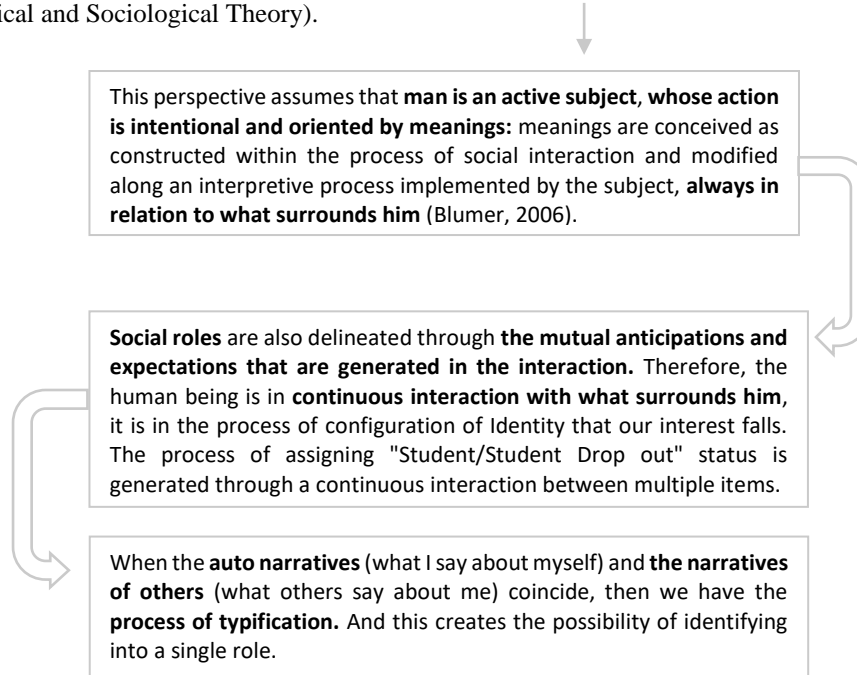 ical and Sociological Theory).
This perspective assumes that man is an active subject, whose action
is intentional and oriented by meanings: meanings are conceived as
constructed within the process of social interaction and modified
along an interpretive process implemented by the subject, always in
relation to what surrounds him (Blumer, 2006).
Social roles are also delineated through the mutual anticipations and
expectations that are generated in the interaction. Therefore, the
human being is in continuous interaction with what surrounds him,
it is in the process of configuration of Identity that our interest falls.
The process of assigning "Student/Student Drop out" status is
generated through a continuous interaction between multiple items.
When the auto narratives (what I say about myself) and the narratives
of others (what others say about me) coincide, then we have the
process of typification. And this creates the possibility of identifying
into a single role.